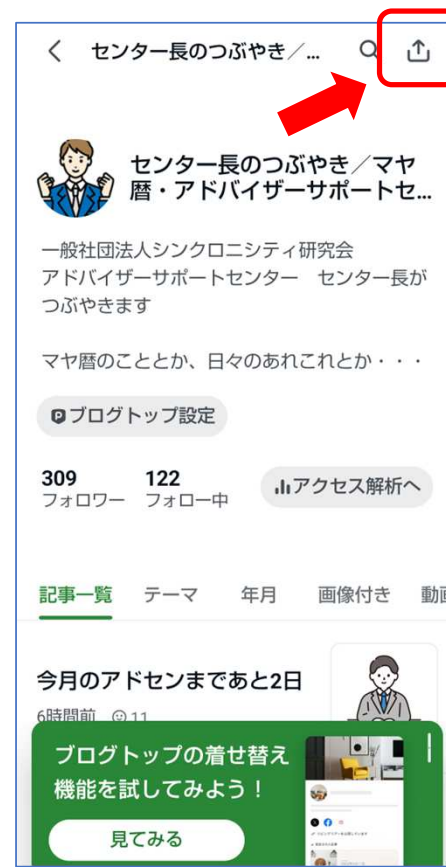 センター長のつぶやき／...
センター長のつぶやき／マヤ
暦・アドバイザーサポートセ...
一般社団法人シンクロニシティ研究会
アドバイザーサポートセンター　センター長が
つぶやきます
マヤ暦のこととか、日々のあれこれとか・・・
ブログトップ設定
309 122
フォロワー フォロー中
アクセス解析へ
記事一覧 テーマ 年月 画像付き 動画
今月のアドセンまであと2日
6時間前 11
ブログトップの着せ替え
機能を試してみよう！
見てみる